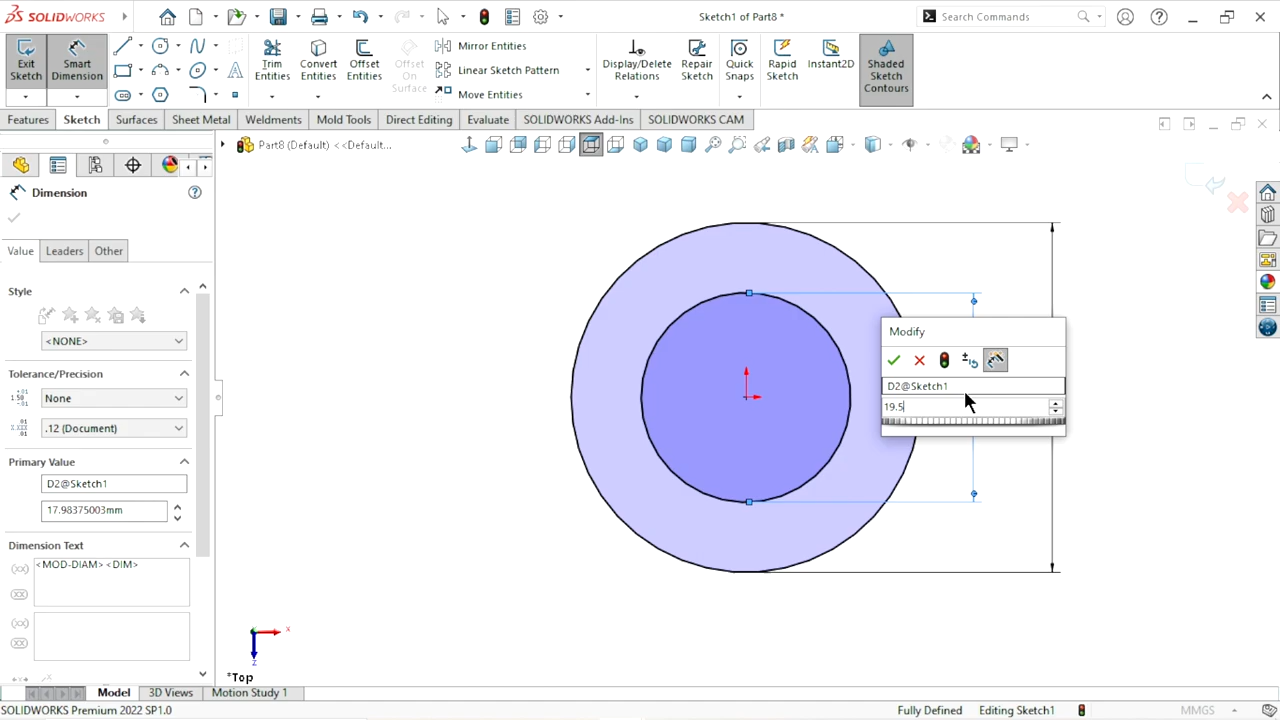 SOLIDWORKS
Sketch1 of Part8 *
Search Commands
Exit Sketch
Smart Dimension
Trim Entities
Convert Entities
Offset Entities
Offset On Surface
Mirror Entities
Linear Sketch Pattern
Move Entities
Display/Delete Relations
Repair Sketch
Quick Snaps
Rapid Sketch
Instant2D
Shaded Sketch Contours
Features Sketch Surfaces Sheet Metal Weldments Mold Tools Direct Editing Evaluate SOLIDWORKS Add-Ins SOLIDWORKS CAM
Part8 (Default) <<Default...
Dimension
Value Leaders Other
Style
<NONE>
Tolerance/Precision
None
.12 (Document)
Primary Value
D2@Sketch1
17.98375003mm
Dimension Text
<MOD-DIAM><DIM>
Modify
D2@Sketch1
19.5
x
Z
*Top
Model 3D Views Motion Study 1
SOLIDWORKS Premium 2022 SP1.0
Fully Defined Editing Sketch1 MMGS